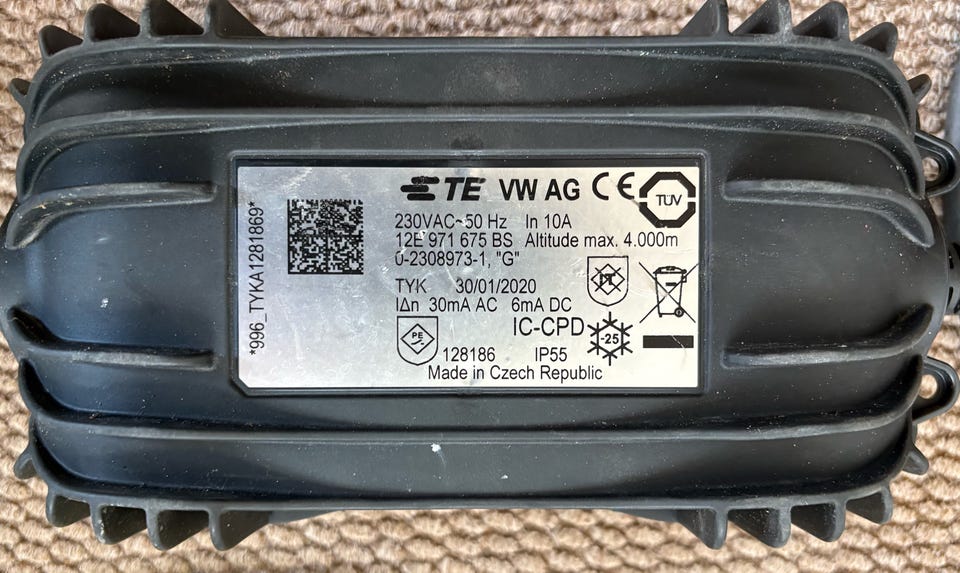 TE VW AG CE
TUV
230VAC~50 Hz In 10A
12E 971 675 BS Altitude max. 4.000m
0-2308973-1, "G"
TYK 30/01/2020
IΔn 30mA AC 6mA DC
IC-CPD
-25
PE
128186 IP55
Made in Czech Republic
*996_TYKA1281869*